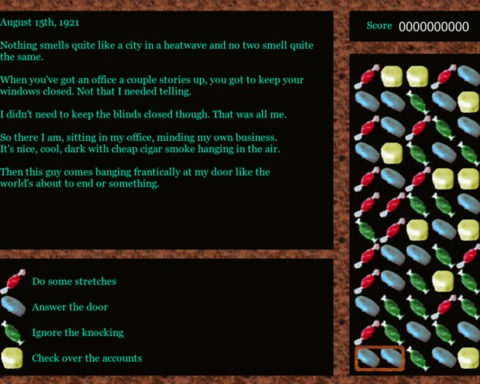 August 15th, 1921
Nothing smells quite like a city in a heatwave and no two smell quite
the same.
When you've got an office a couple stories up, you got to keep your
windows closed. Not that I needed telling.
I didn't need to keep the blinds closed though. That was all me.
So there I am, sitting in my office, minding my own business.
It's nice, cool, dark with cheap cigar smoke hanging in the air.
Then this guy comes banging frantically at my door like the
world's about to end or something.
Do some stretches
Answer the door
Ignore the knocking
Check over the accounts
Score 0000000000